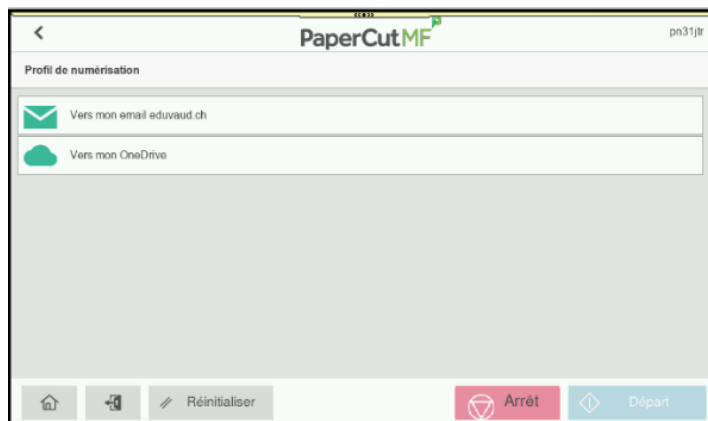 PaperCutMF
pn31jtr
Profil de numérisation
Vers mon email eduvaud.ch
Vers mon OneDrive
Réinitialiser
Arrêt
Départ